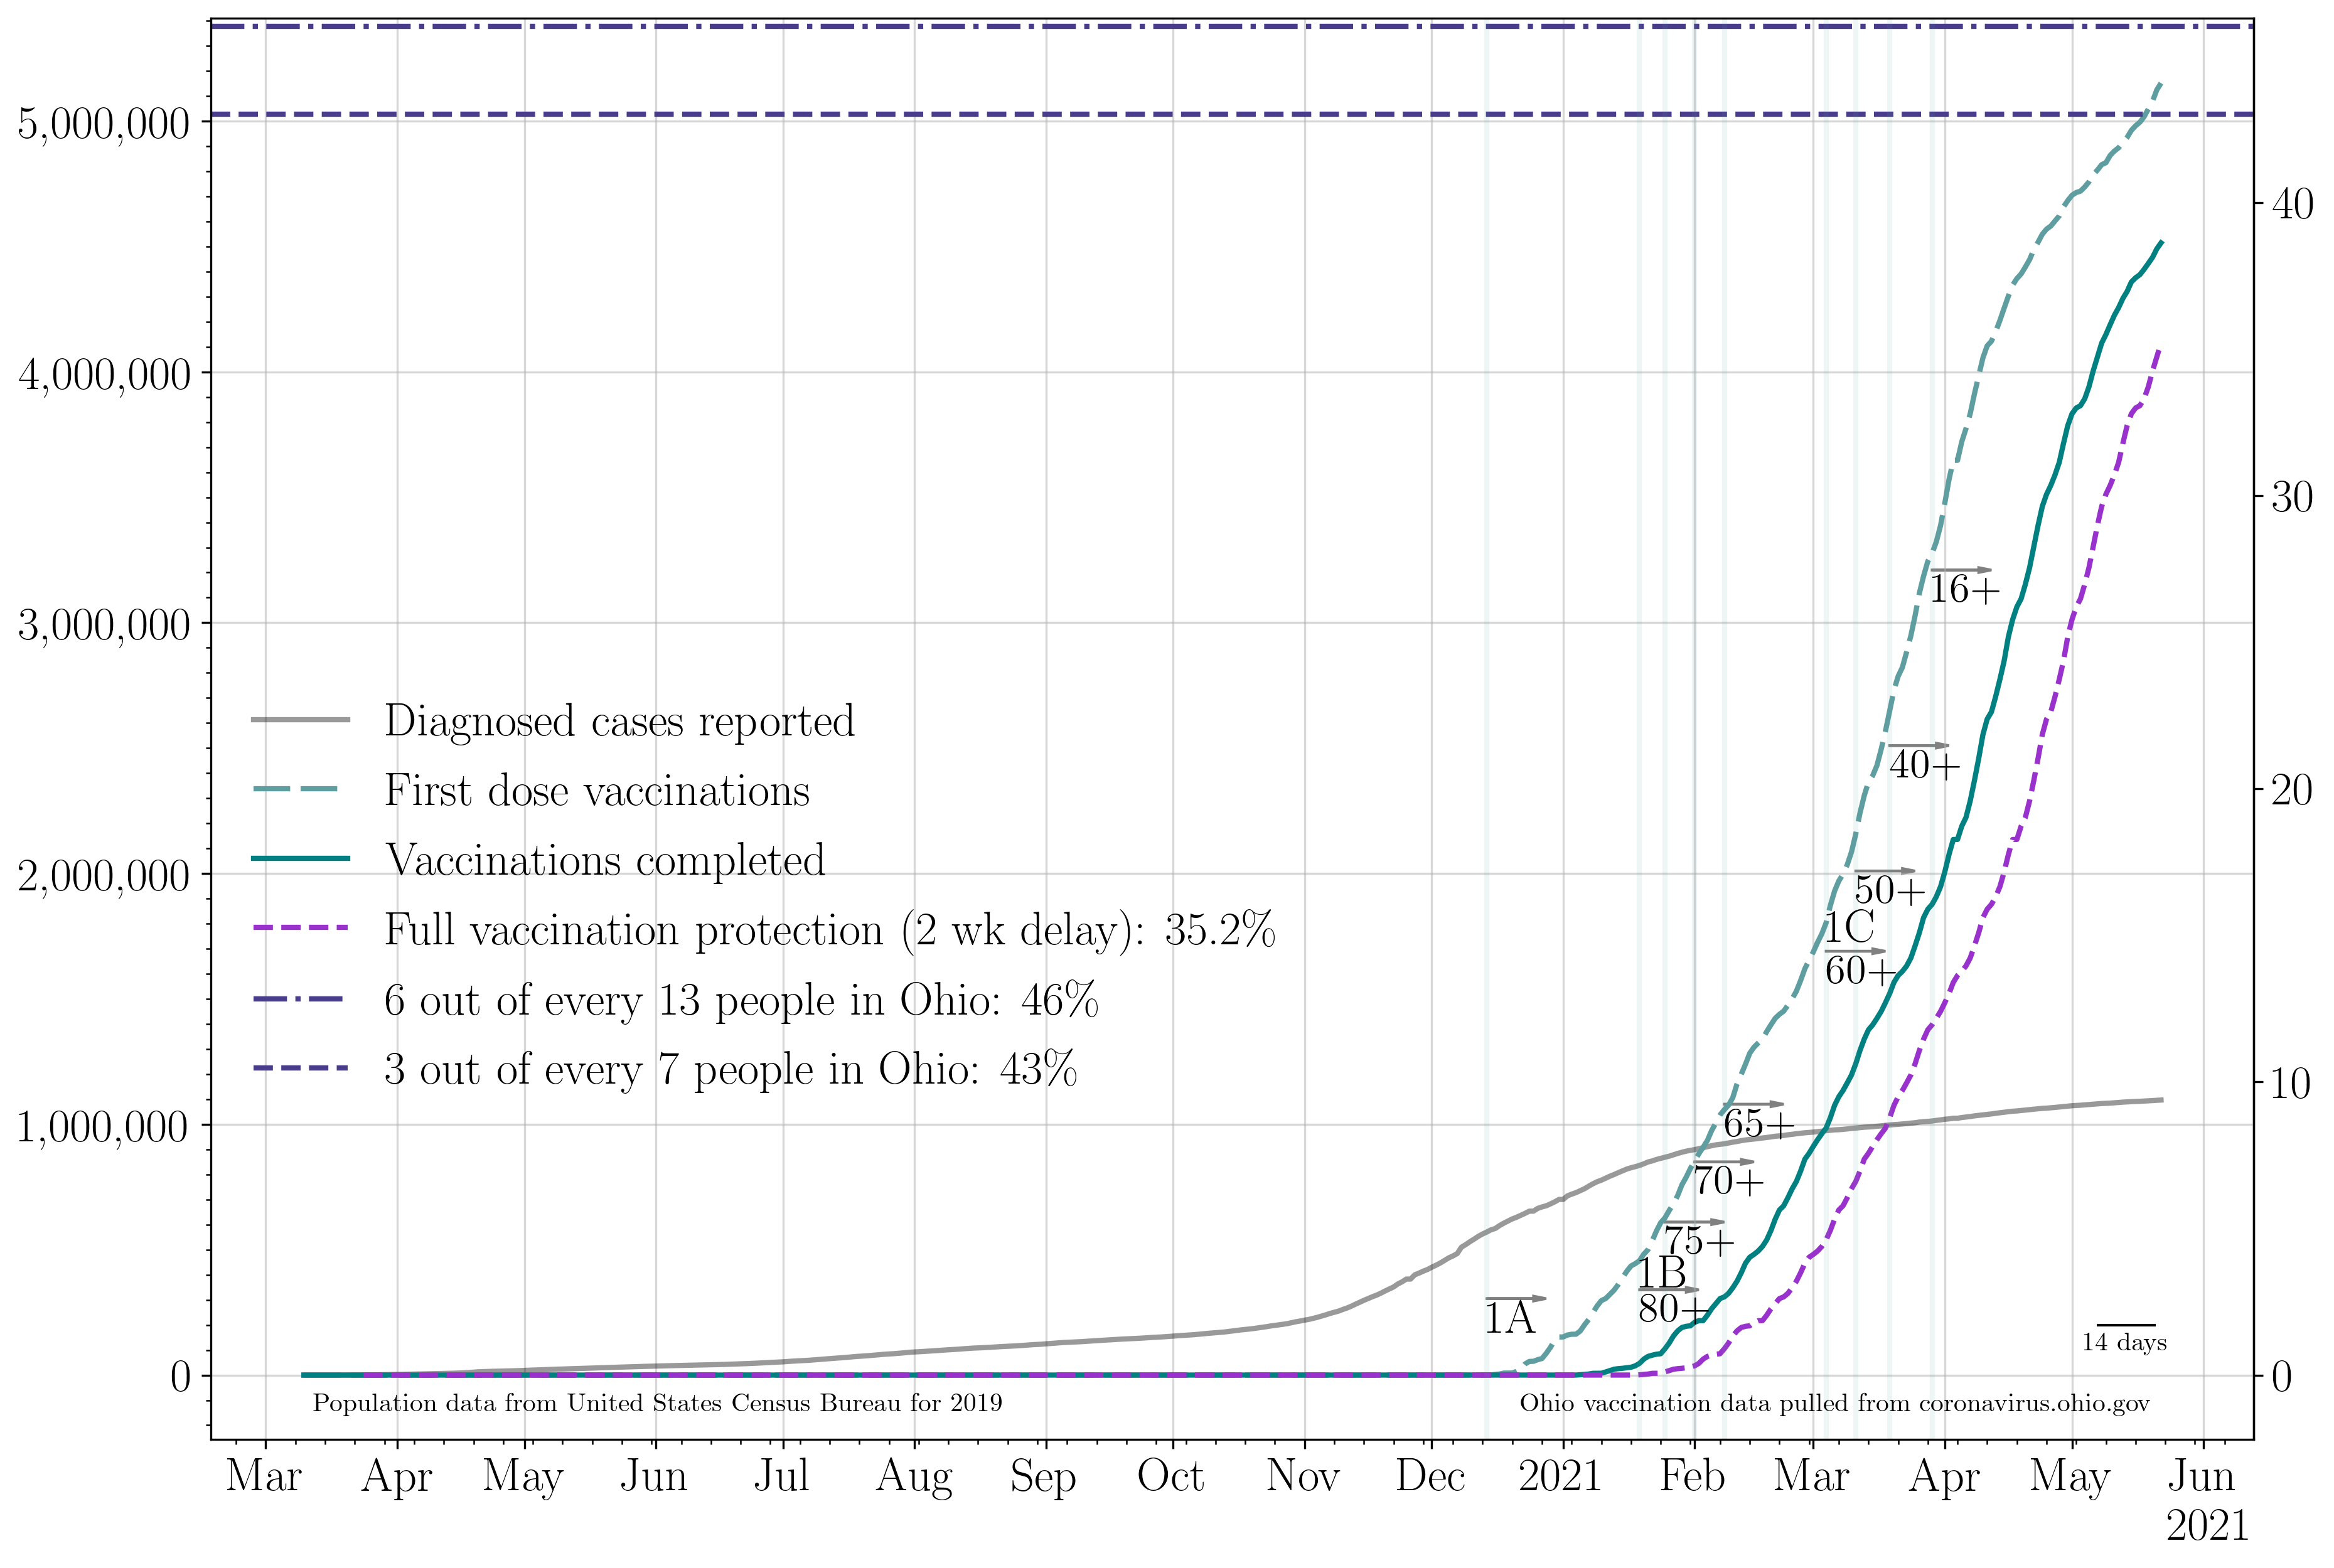 5,000,000
4,000,000
3,000,000
2,000,000
1,000,000
0
40
30
20
10
0
Diagnosed cases reported
First dose vaccinations
Vaccinations completed
Full vaccination protection (2 wk delay): 35.2%
6 out of every 13 people in Ohio: 46%
3 out of every 7 people in Ohio: 43%
16+
40+
50+
1C
60+
65+
70+
75+
1B
80+
1A
14 days
Population data from United States Census Bureau for 2019
Ohio vaccination data pulled from coronavirus.ohio.gov
Mar Apr May Jun Jul Aug Sep Oct Nov Dec 2021 Feb Mar Apr May Jun
2021